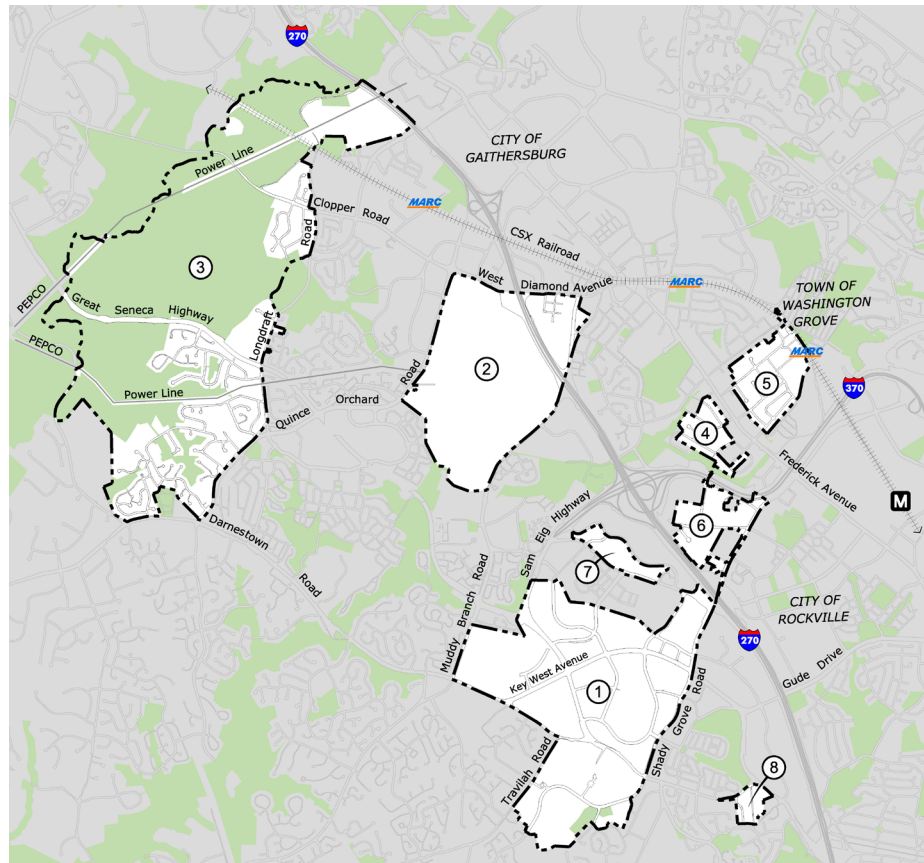 270
CITY OF
GAITHERSBURG
Power Line
MARC
Clopper Road
CSX Railroad
Road
3
West Diamond Avenue
MARC
TOWN OF
WASHINGTON
GROVE
PEPCO
Great Seneca Highway
Longdraft
PEPCO
MARC
2
Road
5
370
Power Line
Quince Orchard
4
Frederick Avenue
M
Darnestown
Road
Sam Eig Highway
6
7
Muddy Branch Road
CITY OF
ROCKVILLE
270
Gude Drive
Key West Avenue
1
Shady Grove Road
Travilah Road
8